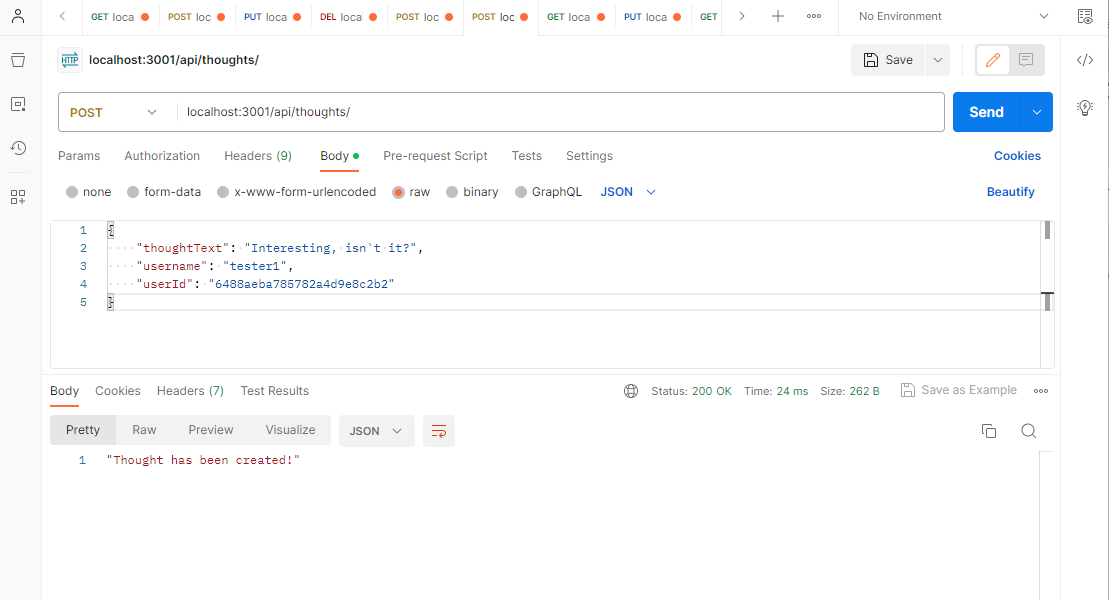 GET loca POST loc PUT loca DEL loca POST loc POST loc GET loca PUT loca GET No Environment
HTTP localhost:3001/api/thoughts/ Save
POST localhost:3001/api/thoughts/ Send
Params Authorization Headers (9) Body Pre-request Script Tests Settings Cookies
none form-data x-www-form-urlencoded raw binary GraphQL JSON Beautify
1 {
2 "thoughtText": "Interesting, isn't it?",
3 "username": "tester1",
4 "userId": "6488aeba785782a4d9e8c2b2"
5 }
Body Cookies Headers (7) Test Results Status: 200 OK Time: 24 ms Size: 262 B Save as Example
Pretty Raw Preview Visualize JSON
1 "Thought has been created!"